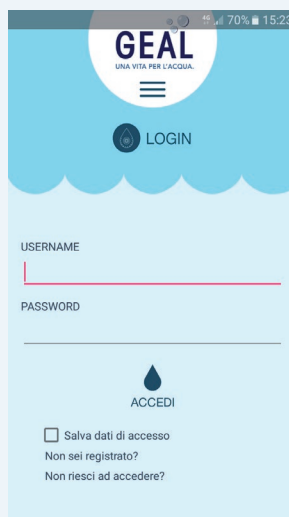 4G 70% 15:23
GEAL
UNA VITA PER L'ACQUA.
LOGIN
USERNAME
PASSWORD
ACCEDI
Salva dati di accesso
Non sei registrato?
Non riesci ad accedere?